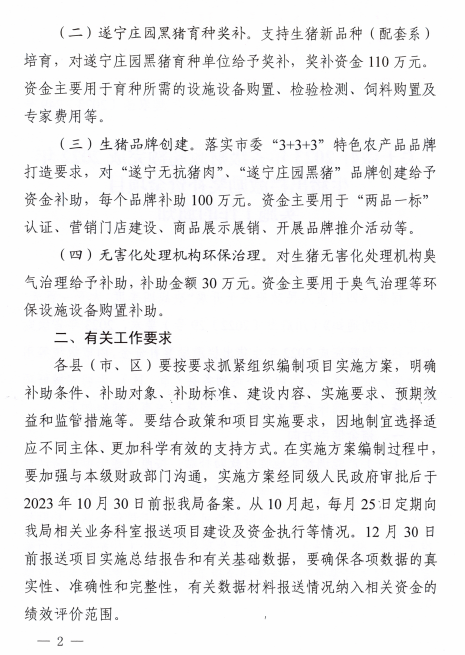 （二）遂宁庄园黑猪育种奖补。支持生猪新品种（配套系）
培育，对遂宁庄园黑猪育种单位给予奖补，奖补资金 110 万元。
资金主要用于育种所需的设施设备购置、检验检测、饲料购置及
专家费用等。
（三）生猪品牌创建。落实市委“3+3+3”特色农产品品牌
打造要求，对“遂宁无抗猪肉”、“遂宁庄园黑猪”品牌创建给予
资金补助，每个品牌补助 100 万元。资金主要用于“两品一标”
认证、营销门店建设、商品展示展销、开展品牌推介活动等。
（四）无害化处理机构环保治理。对生猪无害化处理机构臭
气治理给予补助，补助金额 30 万元。资金主要用于臭气治理等环
保设施设备购置补助。
二、有关工作要求
各县（市、区）要按要求抓紧组织编制项目实施方案，明确
补助条件、补助对象、补助标准、建设内容、实施要求、预期效
益和监管措施等。要结合政策和项目实施要求，因地制宜选择适
应不同主体、更加科学有效的支持方式。在实施方案编制过程中，
要加强与本级财政部门沟通，实施方案经同级人民政府审批后于
2023 年 10 月 30 日前报我局备案。从 10 月起，每月 25 日定期向
我局相关业务科室报送项目建设及资金执行等情况。12 月 30 日
前报送项目实施总结报告和有关基础数据，要确保各项数据的真
实性、准确性和完整性，有关数据材料报送情况纳入相关资金的
绩效评价范围。
— 2 —